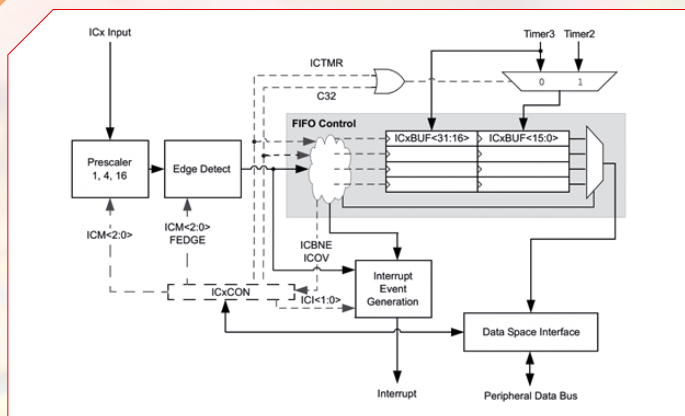 ICx Input
Timer3 Timer2
ICTMR
0 1
C32
FIFO Control
ICxBUF<31:16> ICxBUF<15:0>
Prescaler
1, 4, 16
Edge Detect
ICM<2:0>
ICM<2:0>
FEDGE
ICBNE
ICOV
ICxCON
ICI<1:0>
Interrupt
Event
Generation
Data Space Interface
Interrupt
Peripheral Data Bus